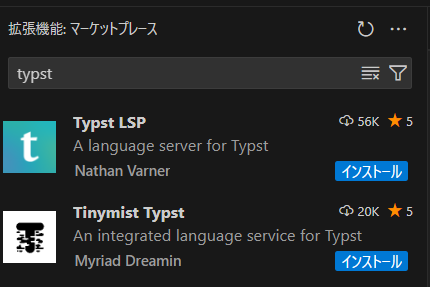 拡張機能: マーケットプレース
typst
Typst LSP 56K ★ 5
A language server for Typst
Nathan Varner インストール
Tinymist Typst 20K ★ 5
An integrated language service for Typst
Myriad Dreamin インストール